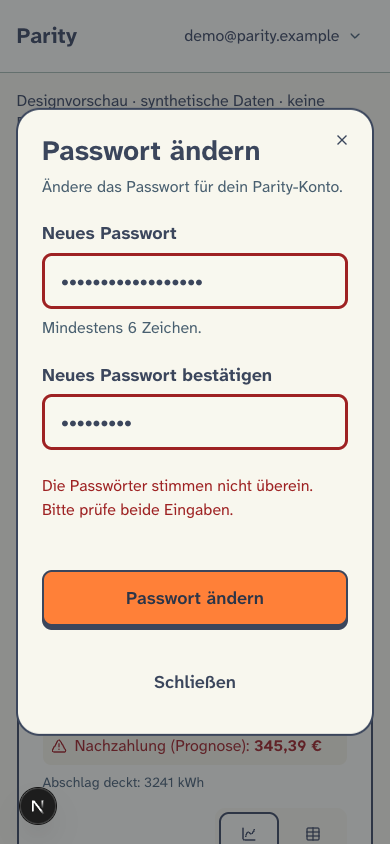 Parity
demo@parity.example
Designvorschau · synthetische Daten · keine
Passwort ändern
Ändere das Passwort für dein Parity-Konto.
Neues Passwort
••••••••••••••••••
Mindestens 6 Zeichen.
Neues Passwort bestätigen
•••••••••
Die Passwörter stimmen nicht überein.
Bitte prüfe beide Eingaben.
Passwort ändern
Schließen
Nachzahlung (Prognose): 345,39 €
Abschlag deckt: 3241 kWh
N